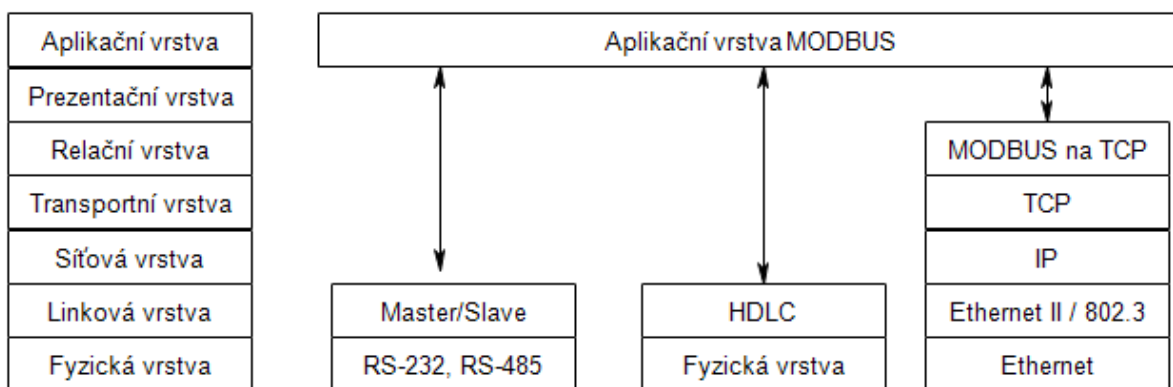 Aplikační vrstva
Aplikační vrstva MODBUS
Prezentační vrstva
Relační vrstva
MODBUS na TCP
Transportní vrstva
TCP
Síťová vrstva
IP
Linková vrstva
Master/Slave
HDLC
Ethernet II / 802.3
Fyzická vrstva
RS-232, RS-485
Fyzická vrstva
Ethernet